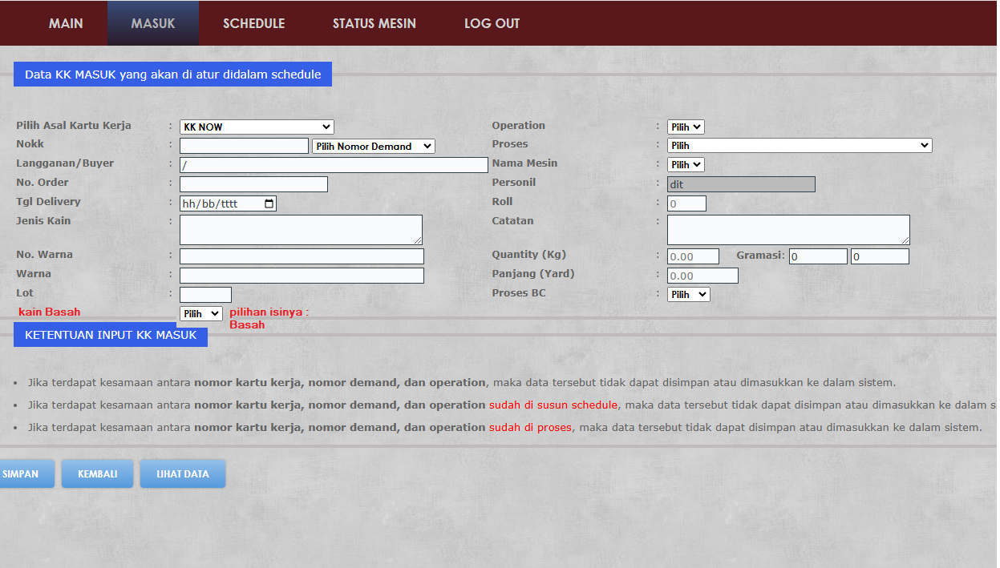 MAIN MASUK SCHEDULE STATUS MESIN LOG OUT
Data KK MASUK yang akan di atur didalam schedule
Pilih Asal Kartu Kerja : KK NOW Operation : Pilih
Nokk : Pilih Nomor Demand Proses : Pilih
Langganan/Buyer : / Nama Mesin : Pilih
No. Order : Personil : dit
Tgl Delivery : hh/bb/tttt Roll : 0
Jenis Kain : Catatan :
No. Warna : Quantity (Kg) : 0.00 Gramasi: 0 0
Warna : Panjang (Yard) : 0.00
Lot : Proses BC : Pilih
kain Basah Pilih pilihan isinya :
Basah
KETENTUAN INPUT KK MASUK
• Jika terdapat kesamaan antara nomor kartu kerja, nomor demand, dan operation, maka data tersebut tidak dapat disimpan atau dimasukkan ke dalam sistem.
• Jika terdapat kesamaan antara nomor kartu kerja, nomor demand, dan operation sudah di susun schedule, maka data tersebut tidak dapat disimpan atau dimasukkan ke dalam s
• Jika terdapat kesamaan antara nomor kartu kerja, nomor demand, dan operation sudah di proses, maka data tersebut tidak dapat disimpan atau dimasukkan ke dalam sistem.
SIMPAN KEMBALI LIHAT DATA